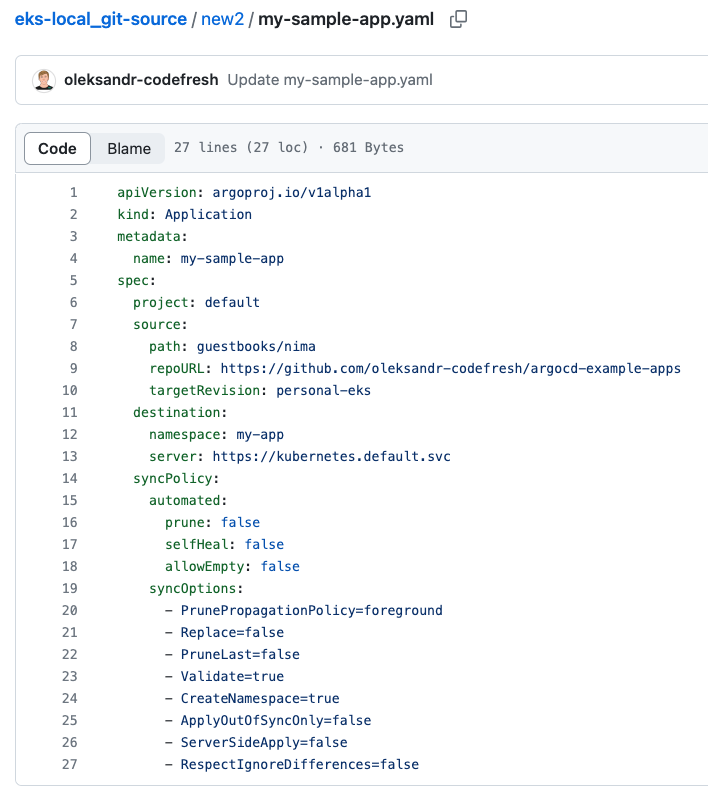 eks-local_git-source / new2 / my-sample-app.yaml
oleksandr-codefresh Update my-sample-app.yaml
Code Blame 27 lines (27 loc) · 681 Bytes
1 apiVersion: argoproj.io/v1alpha1
2 kind: Application
3 metadata:
4   name: my-sample-app
5 spec:
6   project: default
7   source:
8     path: guestbooks/nima
9     repoURL: https://github.com/oleksandr-codefresh/argocd-example-apps
10     targetRevision: personal-eks
11   destination:
12     namespace: my-app
13     server: https://kubernetes.default.svc
14   syncPolicy:
15     automated:
16       prune: false
17       selfHeal: false
18       allowEmpty: false
19     syncOptions:
20       - PrunePropagationPolicy=foreground
21       - Replace=false
22       - PruneLast=false
23       - Validate=true
24       - CreateNamespace=true
25       - ApplyOutOfSyncOnly=false
26       - ServerSideApply=false
27       - RespectIgnoreDifferences=false